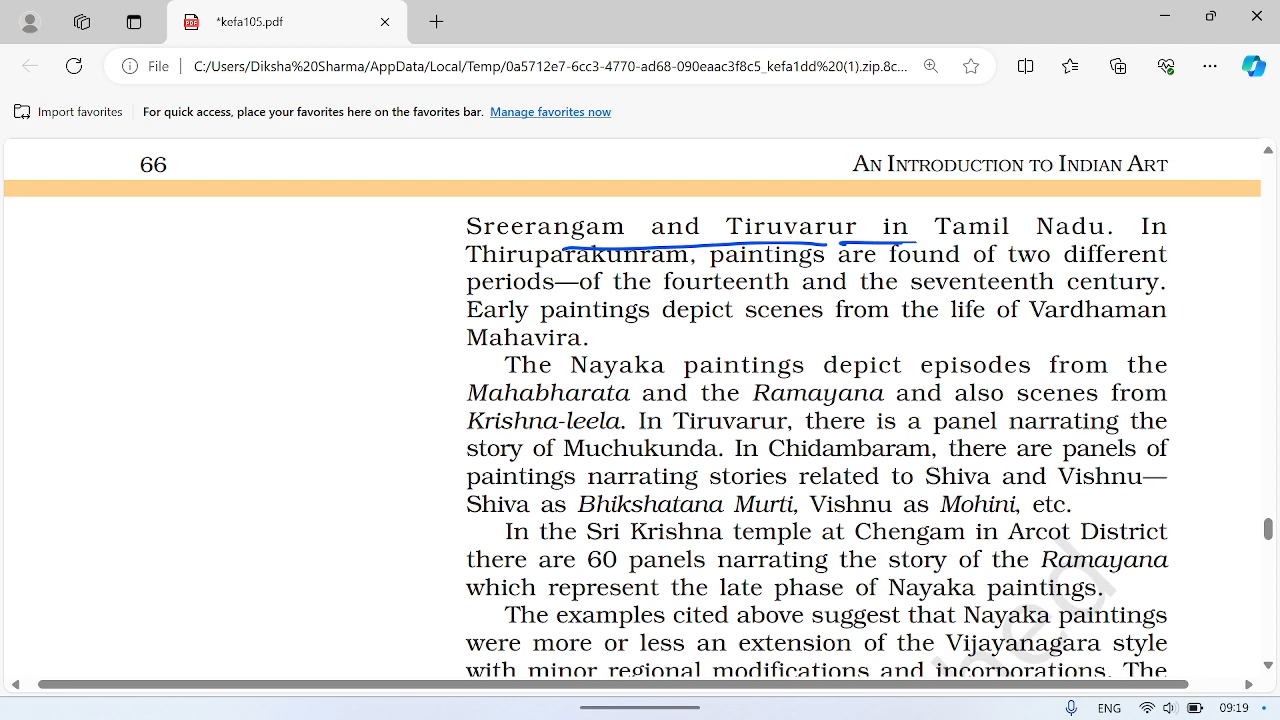 *kefa105.pdf
File
C:/Users/Diksha%20Sharma/AppData/Local/Temp/0a5712e7-6cc3-4770-ad68-090eaac3f8c5_kefa1dd%20(1).zip.8c...
Import favorites
For quick access, place your favorites here on the favorites bar. Manage favorites now
66
AN INTRODUCTION TO INDIAN ART
Sreerangam and Tiruvarur in Tamil Nadu. In
Thiruparakunram, paintings are found of two different
periods—of the fourteenth and the seventeenth century.
Early paintings depict scenes from the life of Vardhaman
Mahavira.
The Nayaka paintings depict episodes from the
Mahabharata and the Ramayana and also scenes from
Krishna-leela. In Tiruvarur, there is a panel narrating the
story of Muchukunda. In Chidambaram, there are panels of
paintings narrating stories related to Shiva and Vishnu—
Shiva as Bhikshatana Murti, Vishnu as Mohini, etc.
In the Sri Krishna temple at Chengam in Arcot District
there are 60 panels narrating the story of the Ramayana
which represent the late phase of Nayaka paintings.
The examples cited above suggest that Nayaka paintings
were more or less an extension of the Vijayanagara style
with minor regional modifications and incorporations. The
ENG
09:19